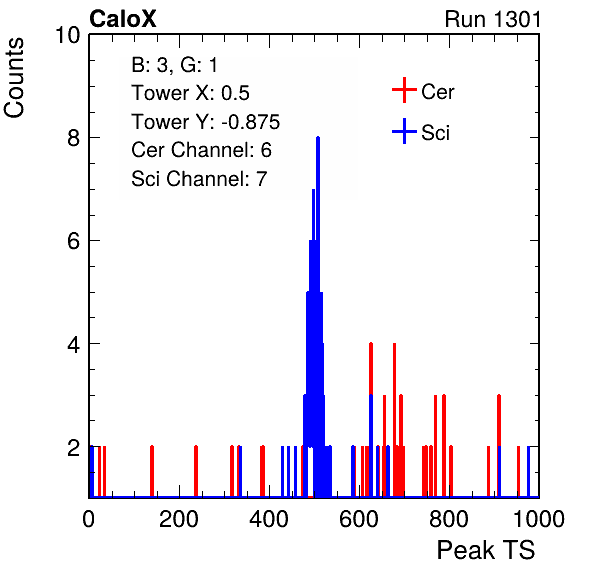 CaloX Run 1301
Counts
10
8
6
4
2
B: 3, G: 1
Tower X: 0.5
Tower Y: -0.875
Cer Channel: 6
Sci Channel: 7
Cer
Sci
0 200 400 600 800 1000
Peak TS